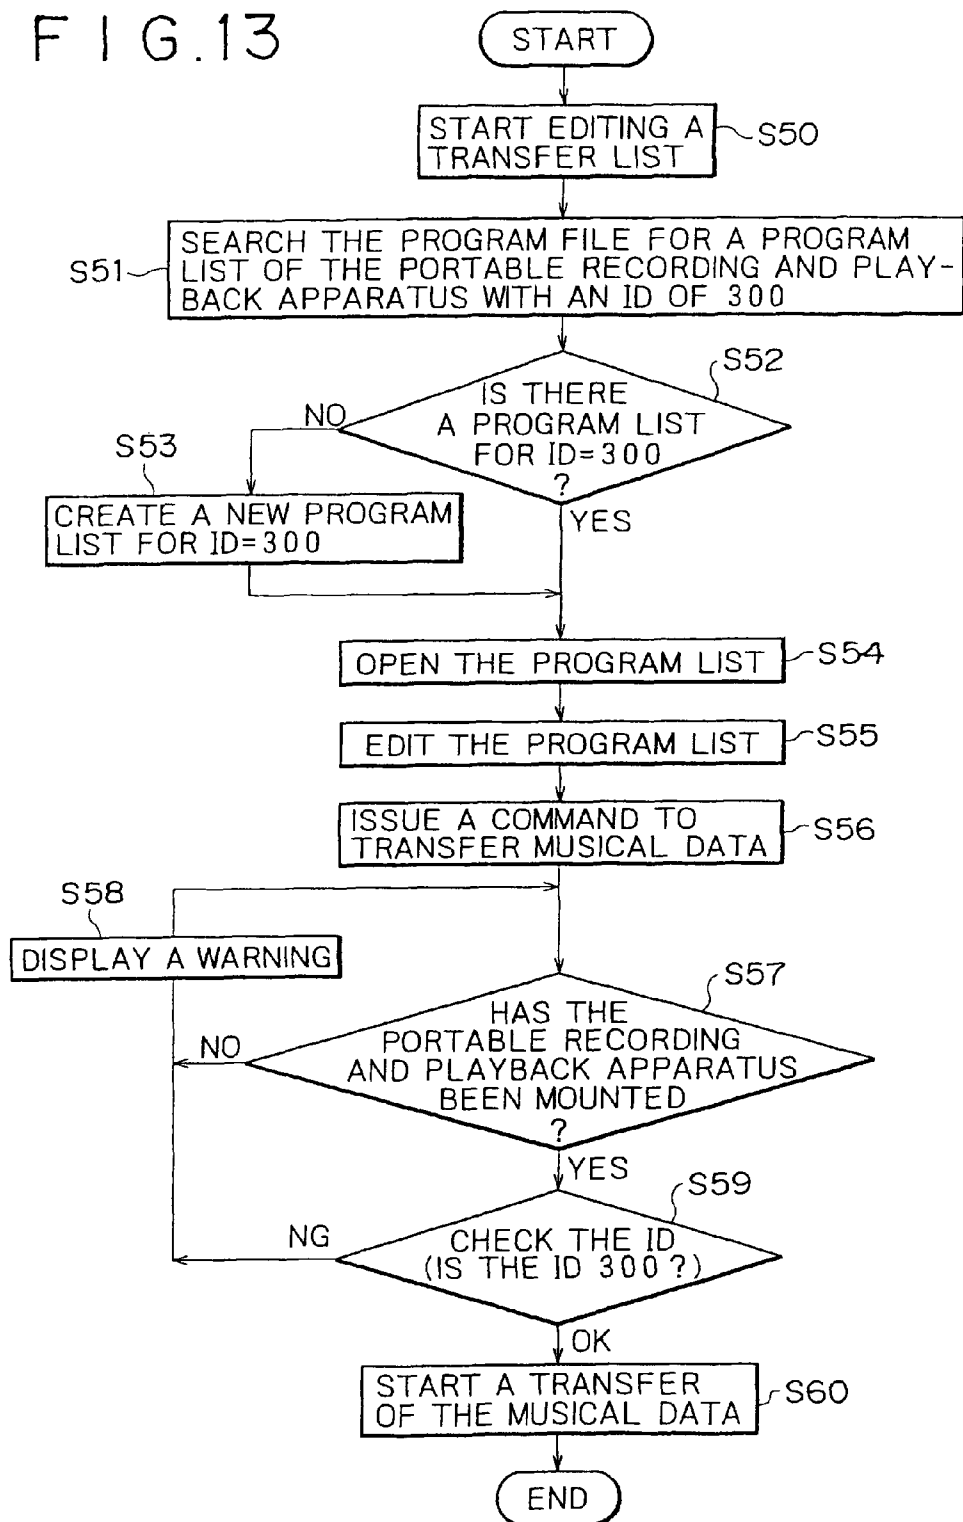 FIG.13
START
START EDITING A
TRANSFER LIST
S50
SEARCH THE PROGRAM FILE FOR A PROGRAM
LIST OF THE PORTABLE RECORDING AND PLAY-
BACK APPARATUS WITH AN ID OF 300
S51
S52
IS THERE
A PROGRAM LIST
FOR ID=300
?
NO
YES
S53
CREATE A NEW PROGRAM
LIST FOR ID=300
OPEN THE PROGRAM LIST
S54
EDIT THE PROGRAM LIST
S55
ISSUE A COMMAND TO
TRANSFER MUSICAL DATA
S56
S58
DISPLAY A WARNING
S57
HAS THE
PORTABLE RECORDING
AND PLAYBACK APPARATUS
BEEN MOUNTED
?
NO
YES
S59
CHECK THE ID
(IS THE ID 300?)
NG
OK
START A TRANSFER
OF THE MUSICAL DATA
S60
END